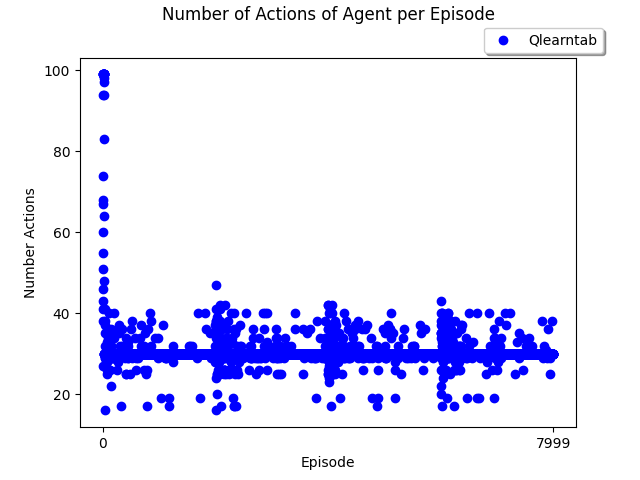 Number of Actions of Agent per Episode
Qlearntab
100
80
60
40
20
Number Actions
0
7999
Episode